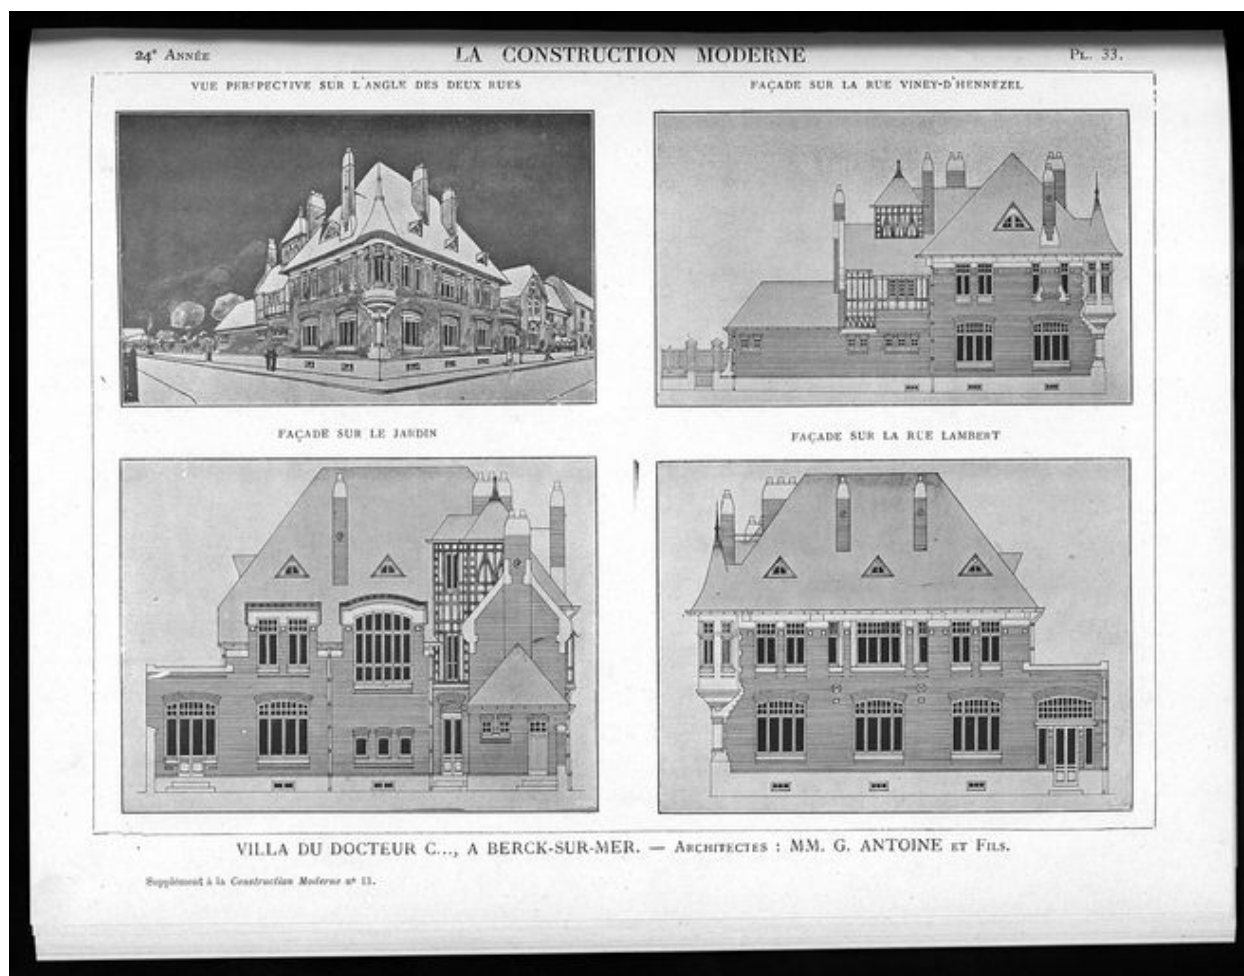 24e ANNÉE
LA CONSTRUCTION MODERNE
PL. 33.
VUE PERSPECTIVE SUR L'ANGLE DES DEUX RUES
FAÇADE SUR LA RUE VINEY-D'HENNEZEL
FAÇADE SUR LE JARDIN
FAÇADE SUR LA RUE LAMBERT
VILLA DU DOCTEUR C..., A BERCK-SUR-MER. — ARCHITECTES : MM. G. ANTOINE ET FILS.
Supplément à la Construction Moderne nº 13.